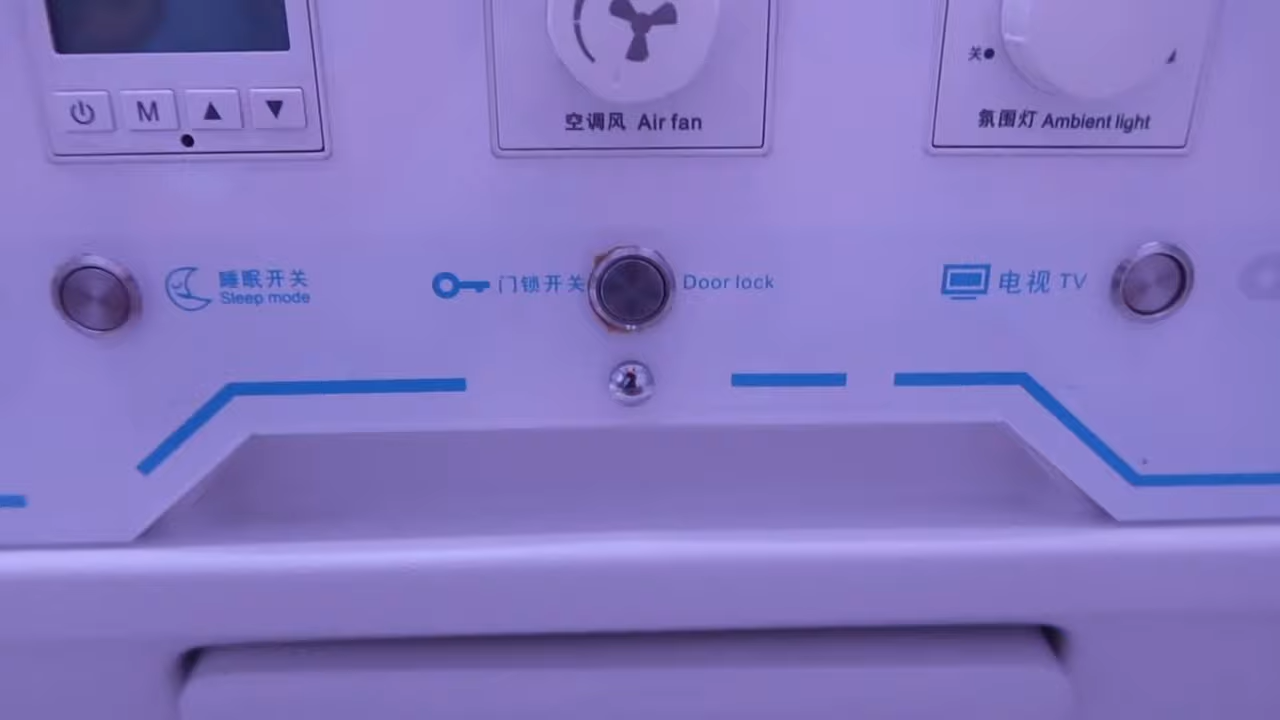 M
空调风 Air fan
关
氛围灯 Ambient light
睡眠开关
Sleep mode
门锁开关
Door lock
电视 TV